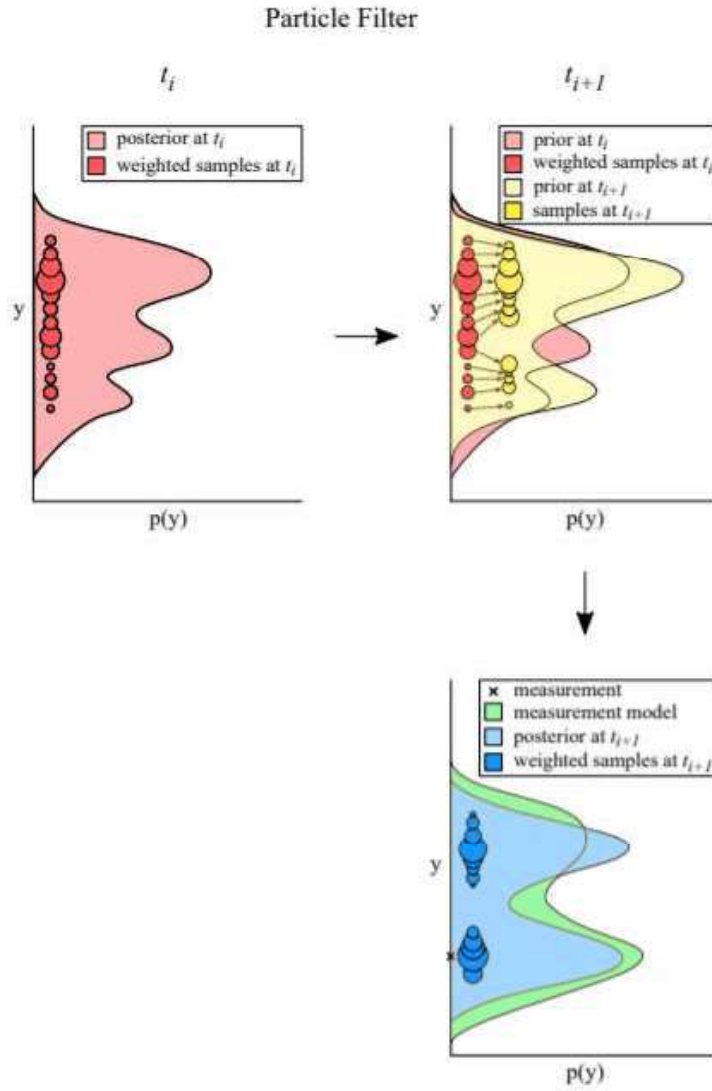 Particle Filter
t_i
t_{i+1}
posterior at t_i
weighted samples at t_i
y
p(y)
prior at t_i
weighted samples at t_i
prior at t_{i+1}
samples at t_{i+1}
y
p(y)
measurement
measurement model
posterior at t_{i+1}
weighted samples at t_{i+1}
y
p(y)